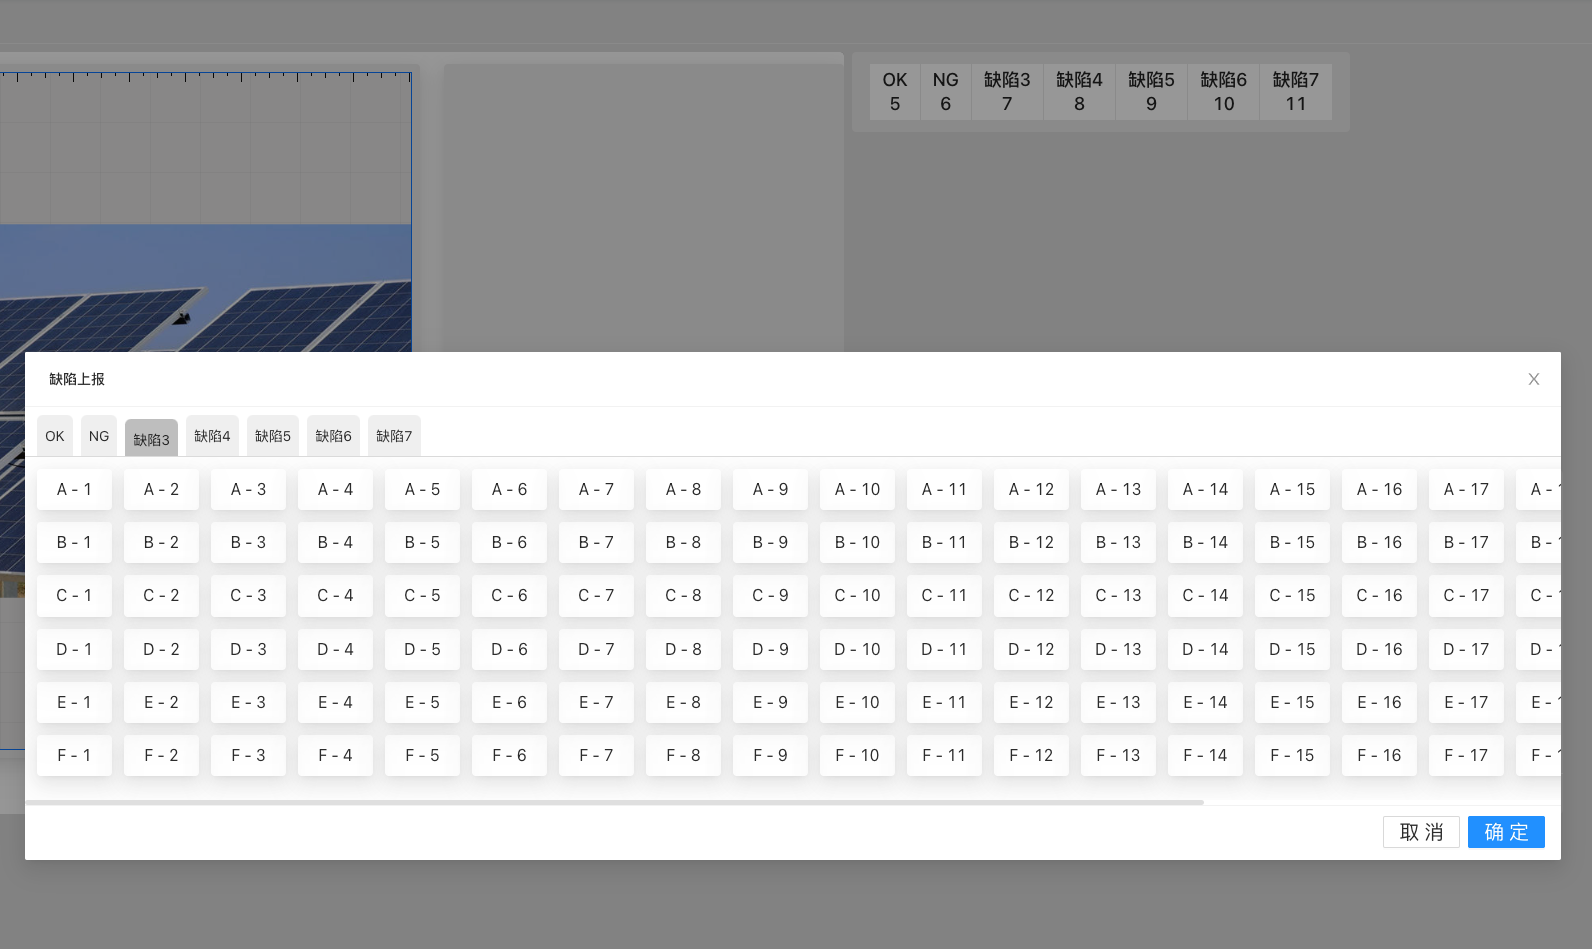 OK NG 缺陷3 缺陷4 缺陷5 缺陷6 缺陷7
5 6 7 8 9 10 11
缺陷上报
OK NG 缺陷3 缺陷4 缺陷5 缺陷6 缺陷7
A - 1 A - 2 A - 3 A - 4 A - 5 A - 6 A - 7 A - 8 A - 9 A - 10 A - 11 A - 12 A - 13 A - 14 A - 15 A - 16 A - 17 A -
B - 1 B - 2 B - 3 B - 4 B - 5 B - 6 B - 7 B - 8 B - 9 B - 10 B - 11 B - 12 B - 13 B - 14 B - 15 B - 16 B - 17 B -
C - 1 C - 2 C - 3 C - 4 C - 5 C - 6 C - 7 C - 8 C - 9 C - 10 C - 11 C - 12 C - 13 C - 14 C - 15 C - 16 C - 17 C -
D - 1 D - 2 D - 3 D - 4 D - 5 D - 6 D - 7 D - 8 D - 9 D - 10 D - 11 D - 12 D - 13 D - 14 D - 15 D - 16 D - 17 D -
E - 1 E - 2 E - 3 E - 4 E - 5 E - 6 E - 7 E - 8 E - 9 E - 10 E - 11 E - 12 E - 13 E - 14 E - 15 E - 16 E - 17 E -
F - 1 F - 2 F - 3 F - 4 F - 5 F - 6 F - 7 F - 8 F - 9 F - 10 F - 11 F - 12 F - 13 F - 14 F - 15 F - 16 F - 17 F -
取 消 确 定